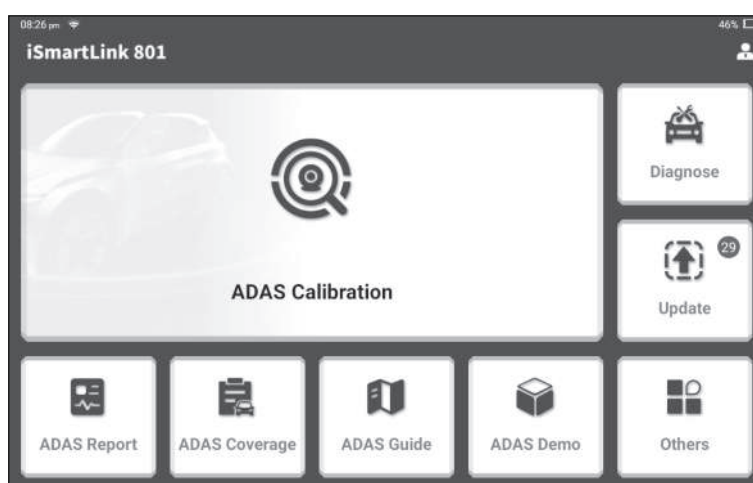 08:26 pm 46%
iSmartLink 801
Diagnose
ADAS Calibration
29
Update
ADAS Report
ADAS Coverage
ADAS Guide
ADAS Demo
Others